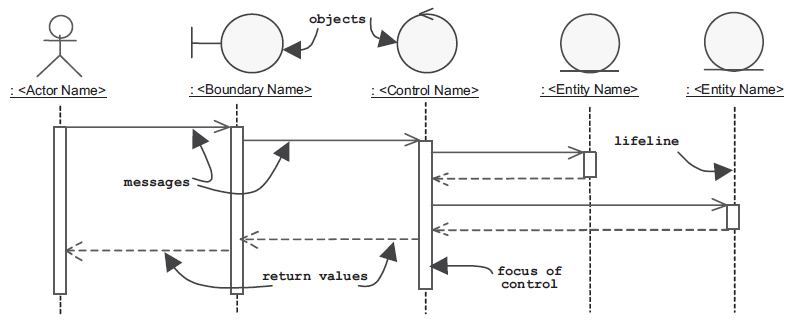 objects
: <Actor Name>
: <Boundary Name>
: <Control Name>
: <Entity Name>
: <Entity Name>
lifeline
messages
return values
focus of
control